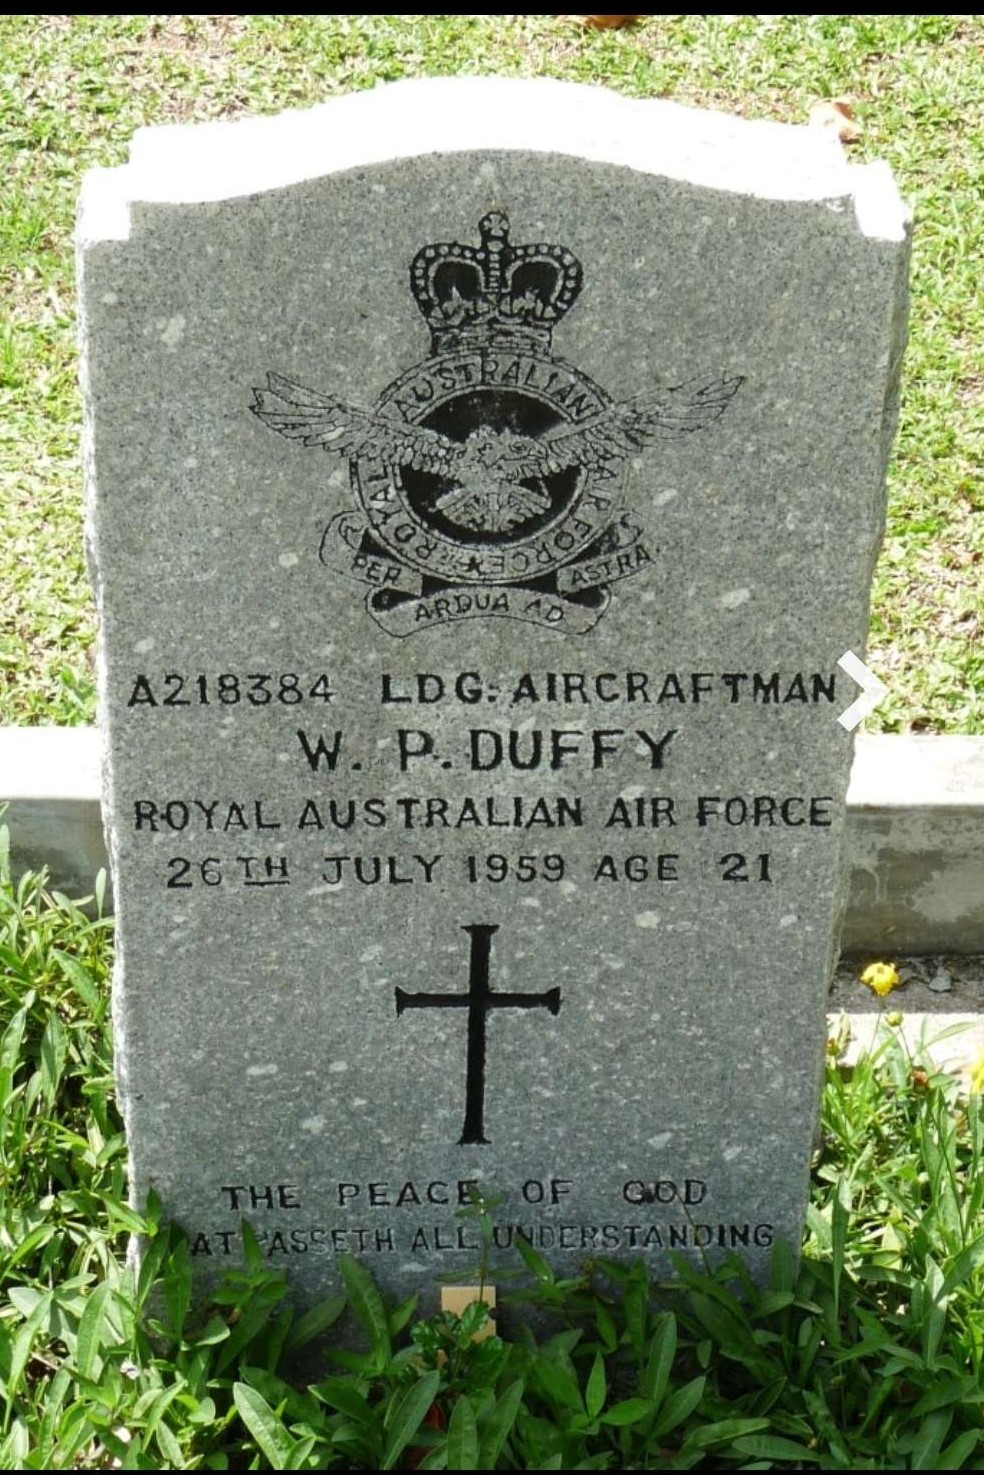 ROYAL AUSTRALIAN AIR FORCE
PER ARDUA AD ASTRA
A218384 LDG. AIRCRAFTMAN
W. P. DUFFY
ROYAL AUSTRALIAN AIR FORCE
26TH JULY 1959 AGE 21
THE PEACE OF GOD
ALL UNDERSTANDING